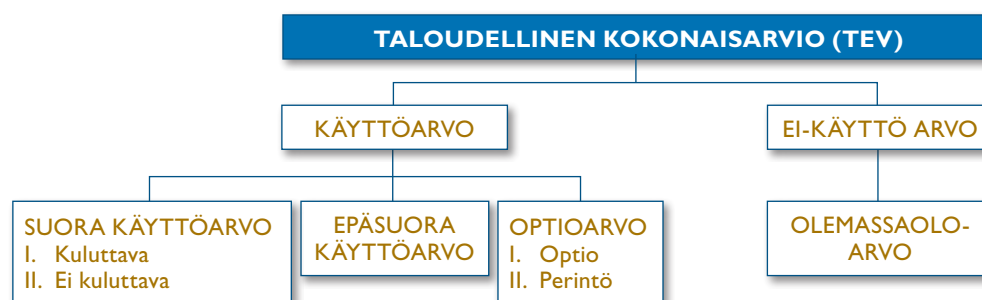 TALOUDELLINEN KOKONAISARVIO (TEV)
KÄYTTÖARVO
EI-KÄYTTÖ ARVO
SUORA KÄYTTÖARVO
I. Kuluttava
II. Ei kuluttava
EPÄSUORA
KÄYTTÖARVO
OPTIOARVO
I. Optio
II. Perintö
OLEMASSAOLO-
ARVO